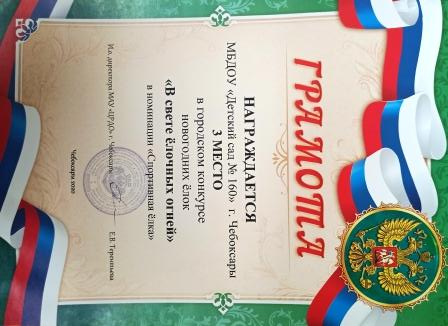 ГРАМОТА
НАГРАЖДАЕТСЯ
МБДОУ «Детский сад № 160» г. Чебоксары
3 МЕСТО
в городском конкурсе
новогодних ёлок
«В свете ёлочных огней»
в номинации «Спортивная ёлка»
И.о. директора МАУ «ЦРДО» г. Чебоксары Е.В. Терентьева
Чебоксары 2020